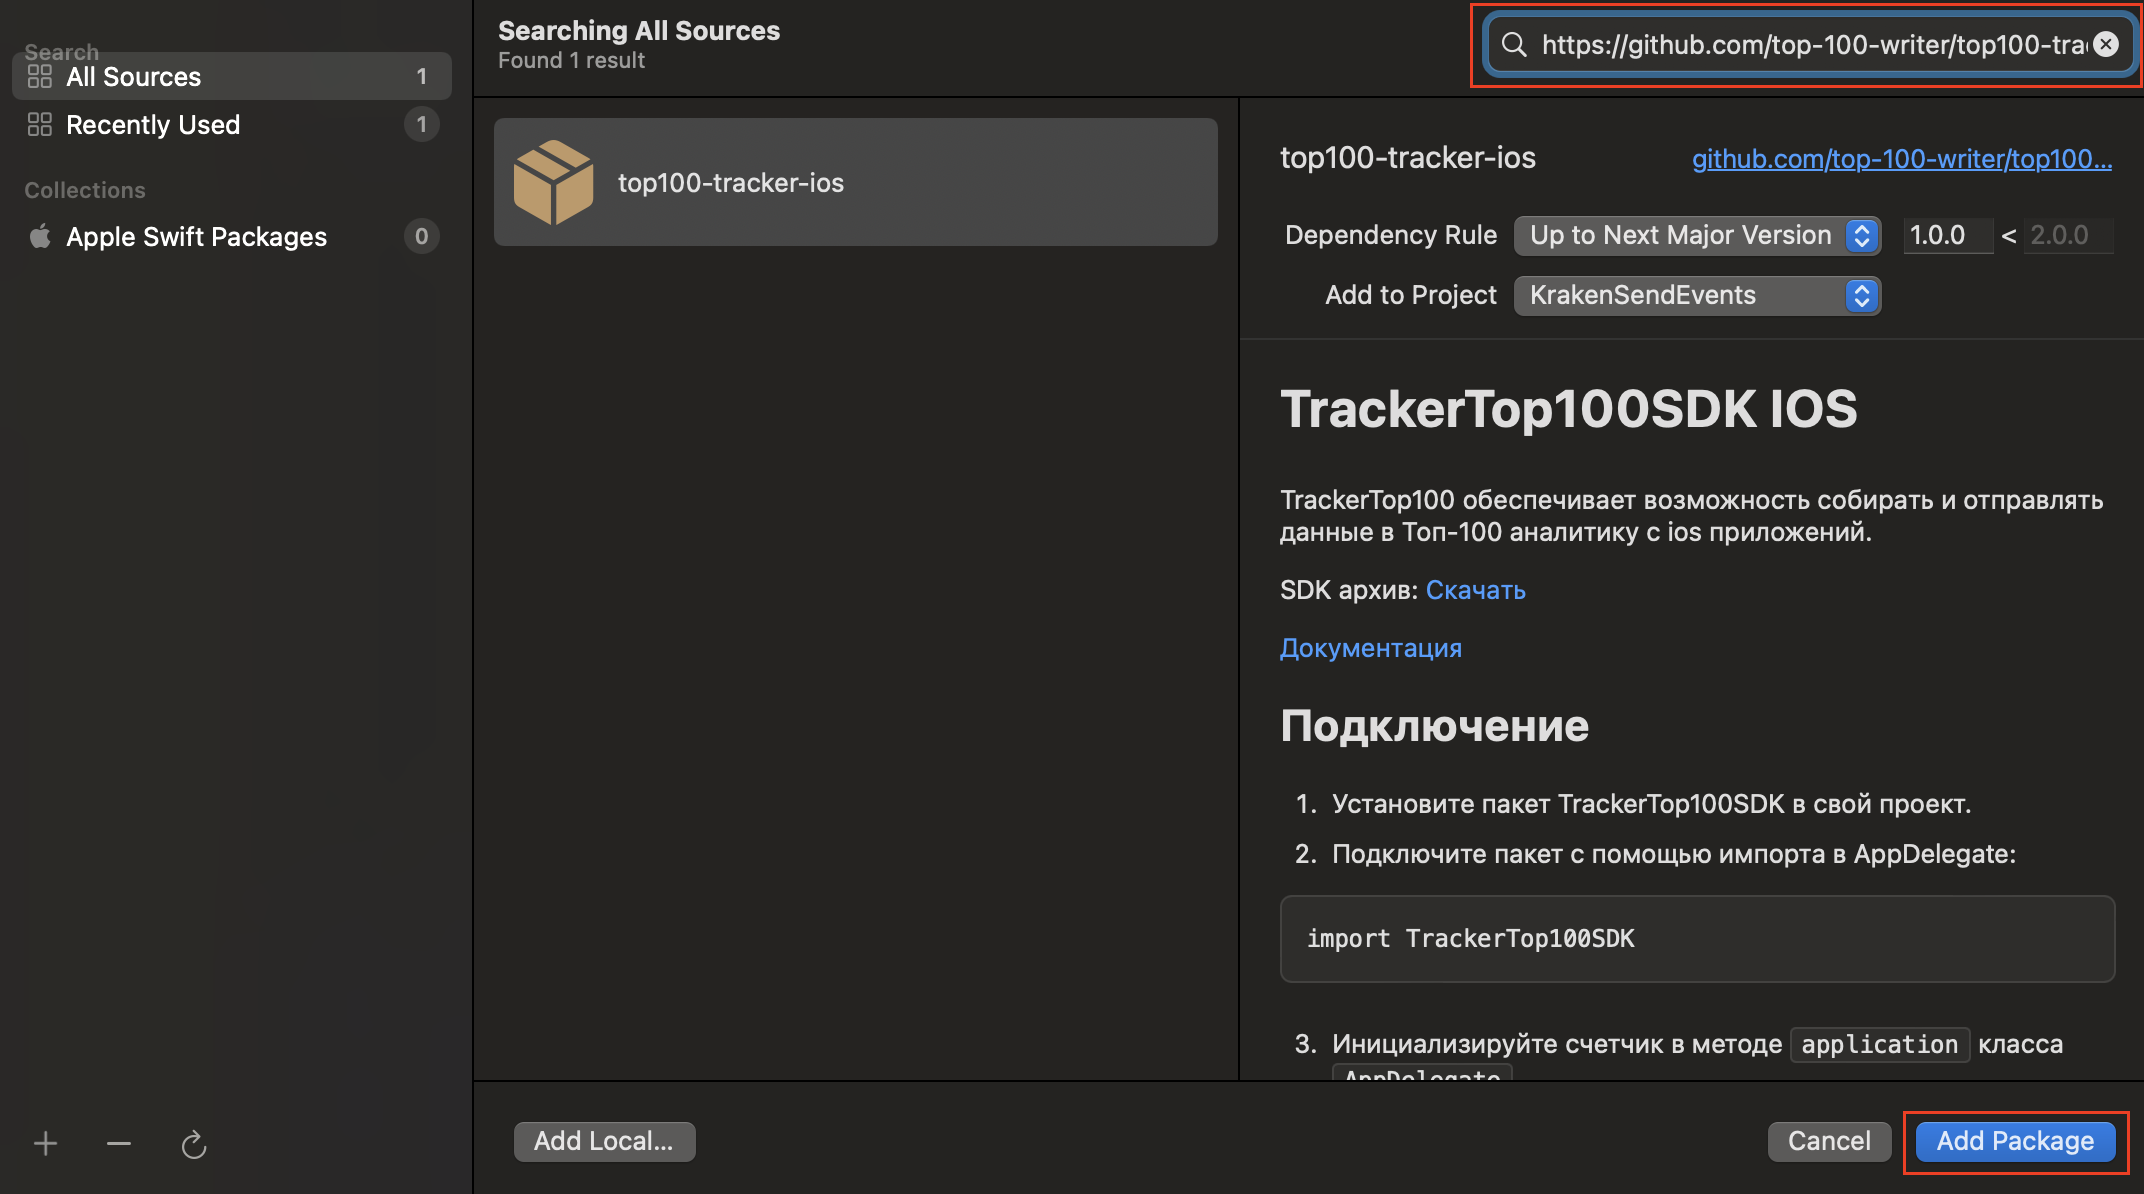 Search
All Sources 1
Recently Used 1
Collections
Apple Swift Packages 0
Searching All Sources
Found 1 result
https://github.com/top-100-writer/top100-tra
top100-tracker-ios
top100-tracker-ios github.com/top-100-writer/top100...
Dependency Rule Up to Next Major Version 1.0.0 < 2.0.0
Add to Project KrakenSendEvents
TrackerTop100SDK IOS
TrackerTop100 обеспечивает возможность собирать и отправлять
данные в Топ-100 аналитику с ios приложений.
SDK архив: Скачать
Документация
Подключение
1. Установите пакет TrackerTop100SDK в свой проект.
2. Подключите пакет с помощью импорта в AppDelegate:
import TrackerTop100SDK
3. Инициализируйте счетчик в методе application класса
AppDelegate
Add Local...
Cancel
Add Package